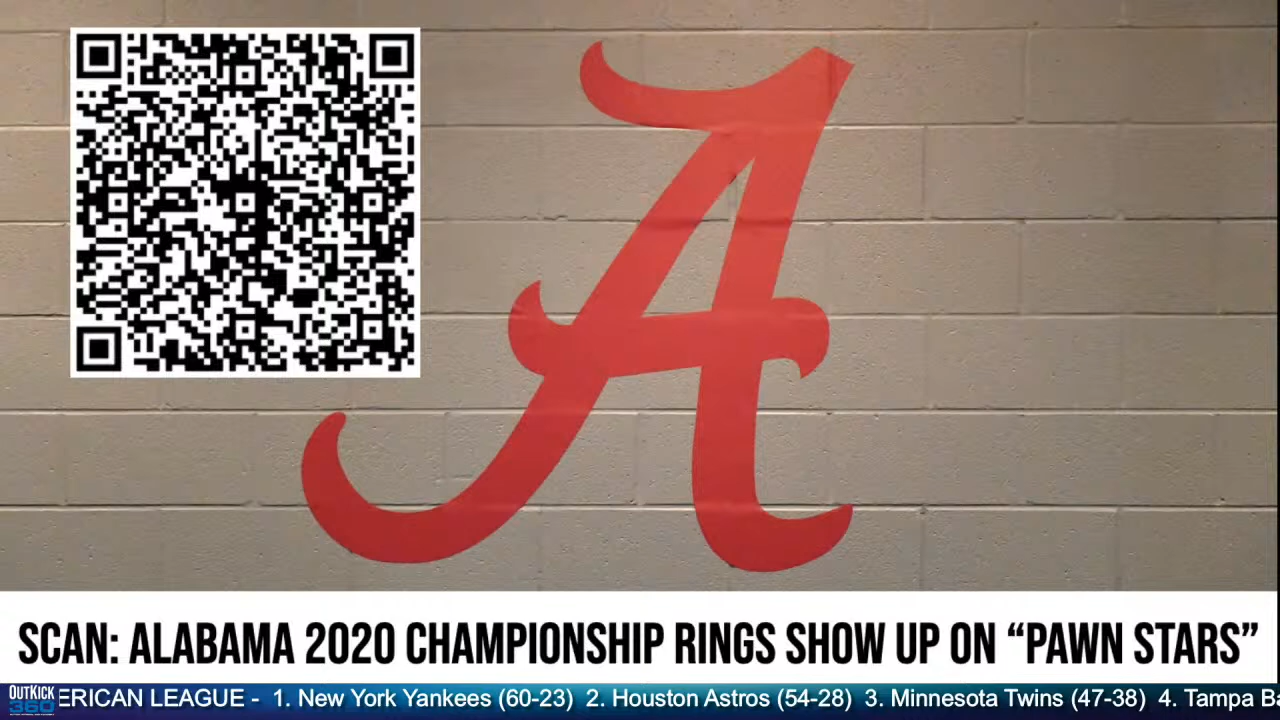 A
SCAN: ALABAMA 2020 CHAMPIONSHIP RINGS SHOW UP ON “PAWN STARS”
OUTKICK
360
ERICAN LEAGUE - 1. New York Yankees (60-23) 2. Houston Astros (54-28) 3. Minnesota Twins (47-38) 4. Tampa Ba